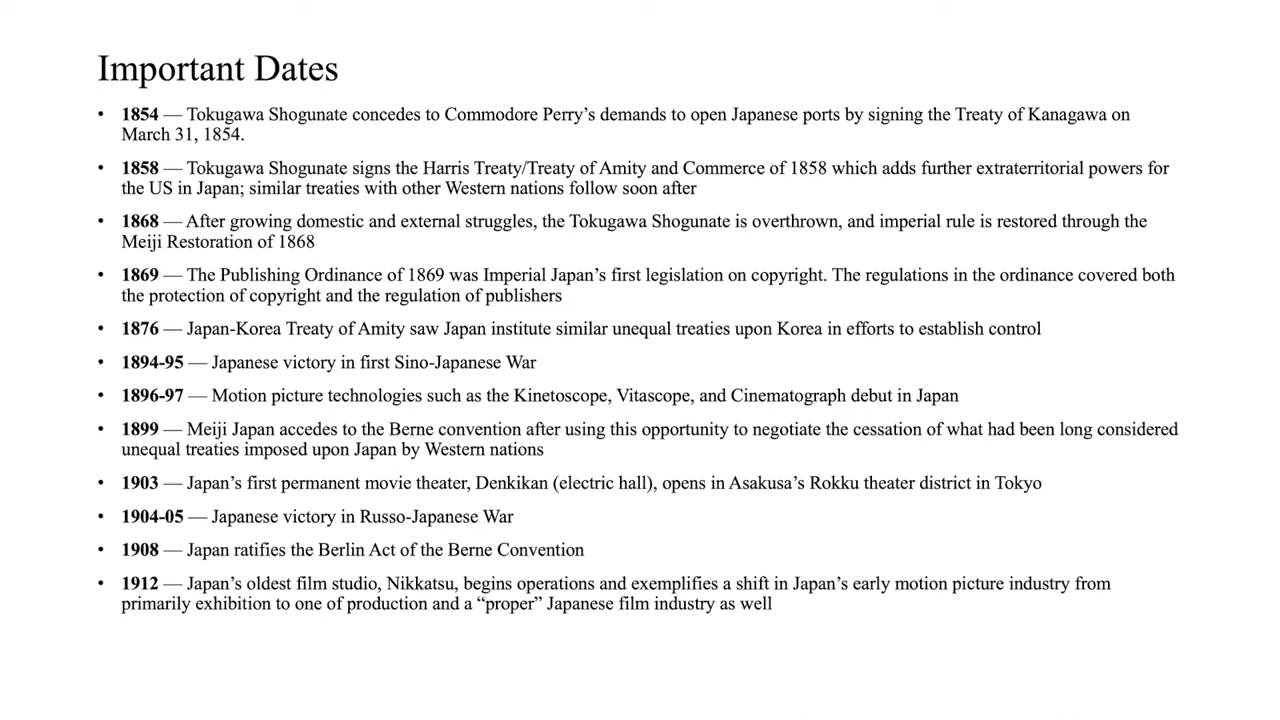 Important Dates
• 1854 — Tokugawa Shogunate concedes to Commodore Perry’s demands to open Japanese ports by signing the Treaty of Kanagawa on
March 31, 1854.
• 1858 — Tokugawa Shogunate signs the Harris Treaty/Treaty of Amity and Commerce of 1858 which adds further extraterritorial powers for
the US in Japan; similar treaties with other Western nations follow soon after
• 1868 — After growing domestic and external struggles, the Tokugawa Shogunate is overthrown, and imperial rule is restored through the
Meiji Restoration of 1868
• 1869 — The Publishing Ordinance of 1869 was Imperial Japan’s first legislation on copyright. The regulations in the ordinance covered both
the protection of copyright and the regulation of publishers
• 1876 — Japan-Korea Treaty of Amity saw Japan institute similar unequal treaties upon Korea in efforts to establish control
• 1894-95 — Japanese victory in first Sino-Japanese War
• 1896-97 — Motion picture technologies such as the Kinetoscope, Vitascope, and Cinematograph debut in Japan
• 1899 — Meiji Japan accedes to the Berne convention after using this opportunity to negotiate the cessation of what had been long considered
unequal treaties imposed upon Japan by Western nations
• 1903 — Japan’s first permanent movie theater, Denkikan (electric hall), opens in Asakusa’s Rokku theater district in Tokyo
• 1904-05 — Japanese victory in Russo-Japanese War
• 1908 — Japan ratifies the Berlin Act of the Berne Convention
• 1912 — Japan’s oldest film studio, Nikkatsu, begins operations and exemplifies a shift in Japan’s early motion picture industry from
primarily exhibition to one of production and a “proper” Japanese film industry as well